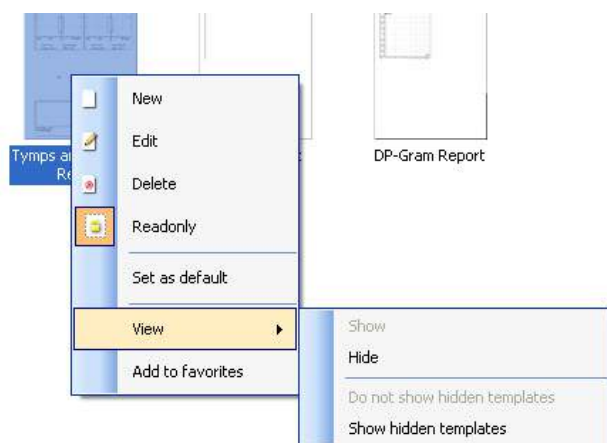 New
Edit
Tymps a
DP-Gram Report
Re
Delete
Readonly
Set as default
View
Show
Hide
Add to favorites
Do not show hidden templates
Show hidden templates